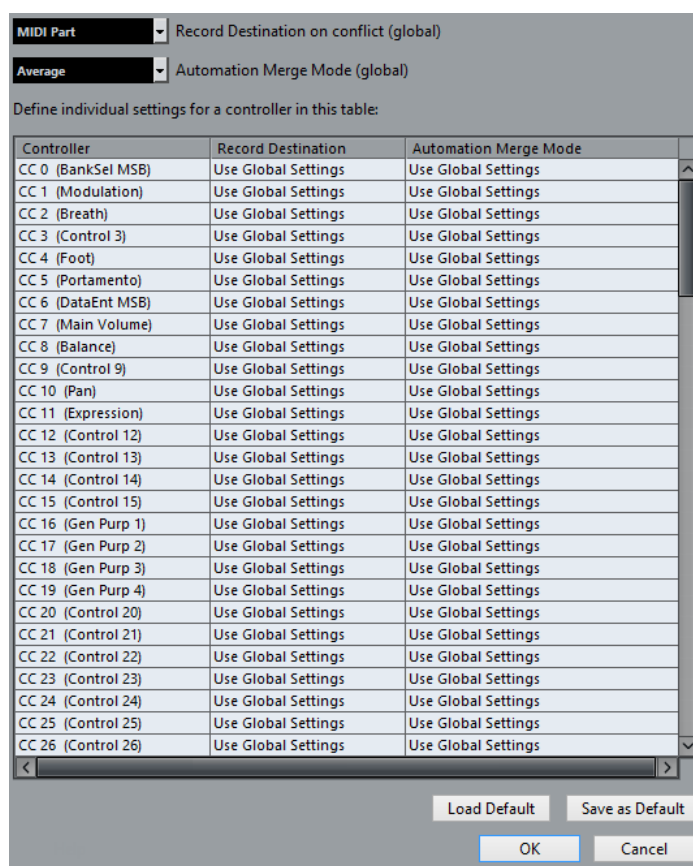 MIDI Part Record Destination on conflict (global)
Average Automation Merge Mode (global)
Define individual settings for a controller in this table:
Controller Record Destination Automation Merge Mode
CC 0 (BankSel MSB) Use Global Settings Use Global Settings
CC 1 (Modulation) Use Global Settings Use Global Settings
CC 2 (Breath) Use Global Settings Use Global Settings
CC 3 (Control 3) Use Global Settings Use Global Settings
CC 4 (Foot) Use Global Settings Use Global Settings
CC 5 (Portamento) Use Global Settings Use Global Settings
CC 6 (DataEnt MSB) Use Global Settings Use Global Settings
CC 7 (Main Volume) Use Global Settings Use Global Settings
CC 8 (Balance) Use Global Settings Use Global Settings
CC 9 (Control 9) Use Global Settings Use Global Settings
CC 10 (Pan) Use Global Settings Use Global Settings
CC 11 (Expression) Use Global Settings Use Global Settings
CC 12 (Control 12) Use Global Settings Use Global Settings
CC 13 (Control 13) Use Global Settings Use Global Settings
CC 14 (Control 14) Use Global Settings Use Global Settings
CC 15 (Control 15) Use Global Settings Use Global Settings
CC 16 (Gen Purp 1) Use Global Settings Use Global Settings
CC 17 (Gen Purp 2) Use Global Settings Use Global Settings
CC 18 (Gen Purp 3) Use Global Settings Use Global Settings
CC 19 (Gen Purp 4) Use Global Settings Use Global Settings
CC 20 (Control 20) Use Global Settings Use Global Settings
CC 21 (Control 21) Use Global Settings Use Global Settings
CC 22 (Control 22) Use Global Settings Use Global Settings
CC 23 (Control 23) Use Global Settings Use Global Settings
CC 24 (Control 24) Use Global Settings Use Global Settings
CC 25 (Control 25) Use Global Settings Use Global Settings
CC 26 (Control 26) Use Global Settings Use Global Settings
Load Default Save as Default
OK Cancel